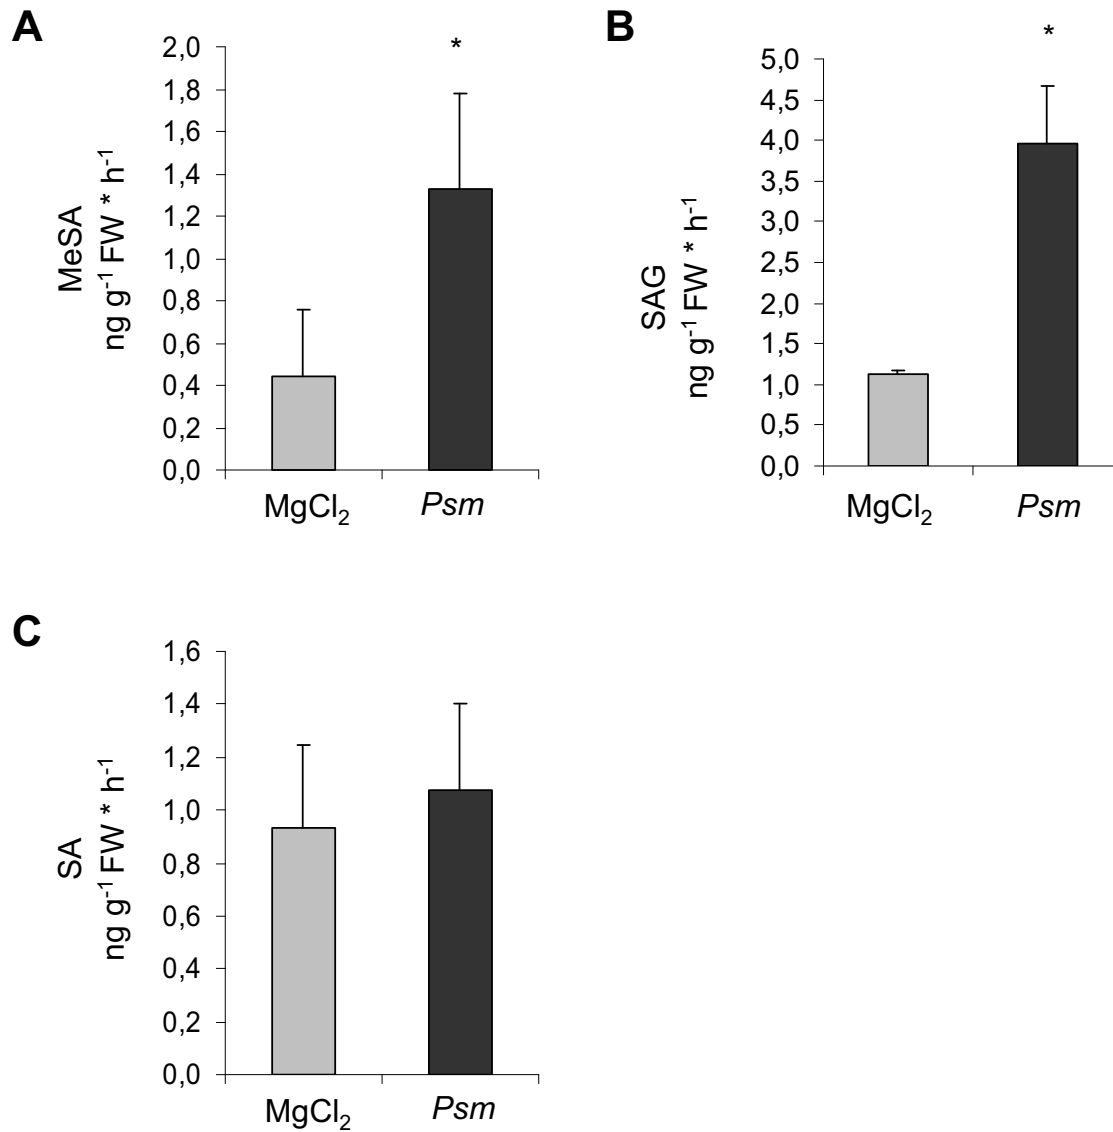 A
MeSA
ng g⁻¹ FW * h⁻¹
2,0
1,8
1,6
1,4
1,2
1,0
0,8
0,6
0,4
0,2
0,0
*
MgCl₂
Psm
B
SAG
ng g⁻¹ FW * h⁻¹
5,0
4,5
4,0
3,5
3,0
2,5
2,0
1,5
1,0
0,5
0,0
*
MgCl₂
Psm
C
SA
ng g⁻¹ FW * h⁻¹
1,6
1,4
1,2
1,0
0,8
0,6
0,4
0,2
0,0
MgCl₂
Psm